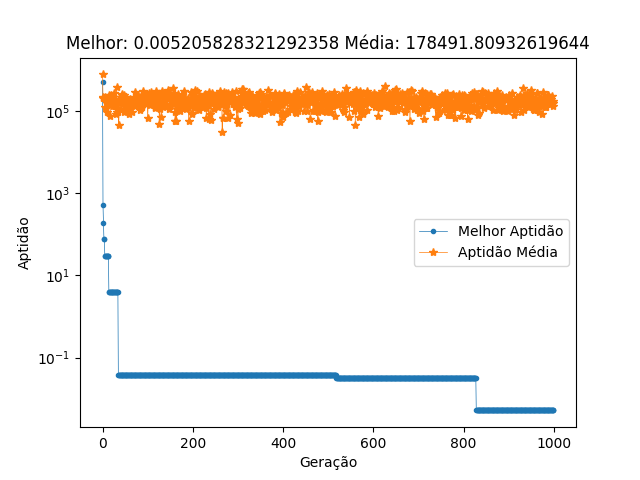 Melhor: 0.005205828321292358 Média: 178491.80932619644
Aptidão
10^5
10^3
10^1
10^-1
Melhor Aptidão
Aptidão Média
0 200 400 600 800 1000
Geração